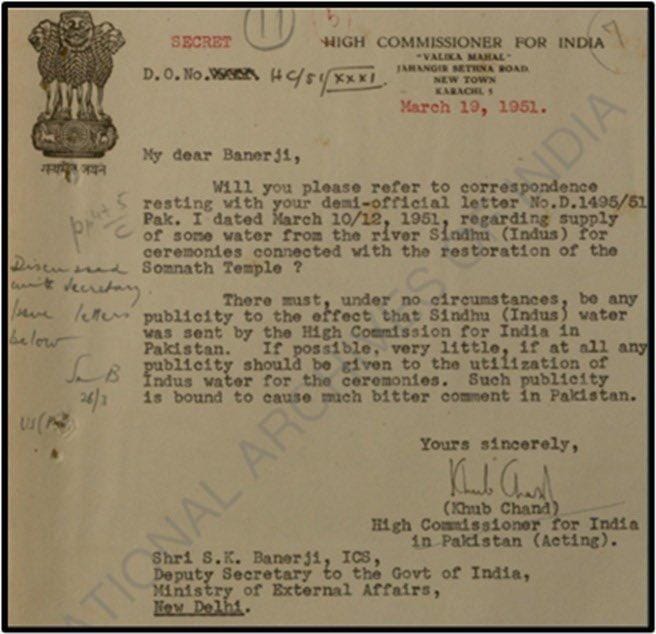 11
7
SECRET
HIGH COMMISSIONER FOR INDIA
"VALIKA MAHAL"
JAHANGIR SETHNA ROAD.
NEW TOWN
KARACHI 5
D.O.No. HC/51/XXXI
March 19, 1951.
सत्यमेव जयते
My dear Banerji,
Will you please refer to correspondence
resting with your demi-official letter No.D.1495/51
Pak. I dated March 10/12, 1951, regarding supply
of some water from the river Sindhu (Indus) for
ceremonies connected with the restoration of the
Somnath Temple ?
There must, under no circumstances, be any
publicity to the effect that Sindhu (Indus) water
was sent by the High Commission for India in
Pakistan. If possible, very little, if at all any
publicity should be given to the utilization of
Indus water for the ceremonies. Such publicity
is bound to cause much bitter comment in Pakistan.
Discussed
with Secretary.
Issue letters
below
26/3
Yours sincerely,
Khub Chand
(Khub Chand)
High Commissioner for India
in Pakistan (Acting).
Shri S.K. Banerji, ICS,
Deputy Secretary to the Govt of India,
Ministry of External Affairs,
New Delhi.
NATIONAL ARCHIVES OF INDIA